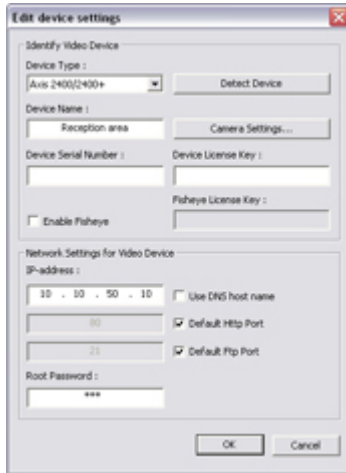 Edit device settings
Identify Video Device
Device Type :
Axis 2400/2400+
Detect Device
Device Name :
Reception area
Camera Settings...
Device Serial Number :
Device License Key :
Fisheye License Key :
Enable Fisheye
Network Settings for Video Device
IP-address :
10 . 10 . 50 . 10
Use DNS host name
80
Default Http Port
21
Default Ftp Port
Root Password :
***
OK
Cancel